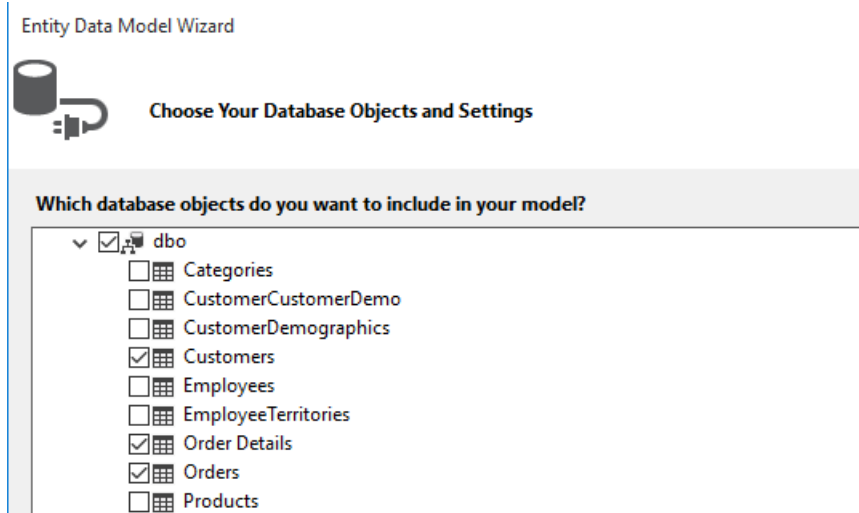 Entity Data Model Wizard
Choose Your Database Objects and Settings
Which database objects do you want to include in your model?
dbo
Categories
CustomerCustomerDemo
CustomerDemographics
Customers
Employees
EmployeeTerritories
Order Details
Orders
Products